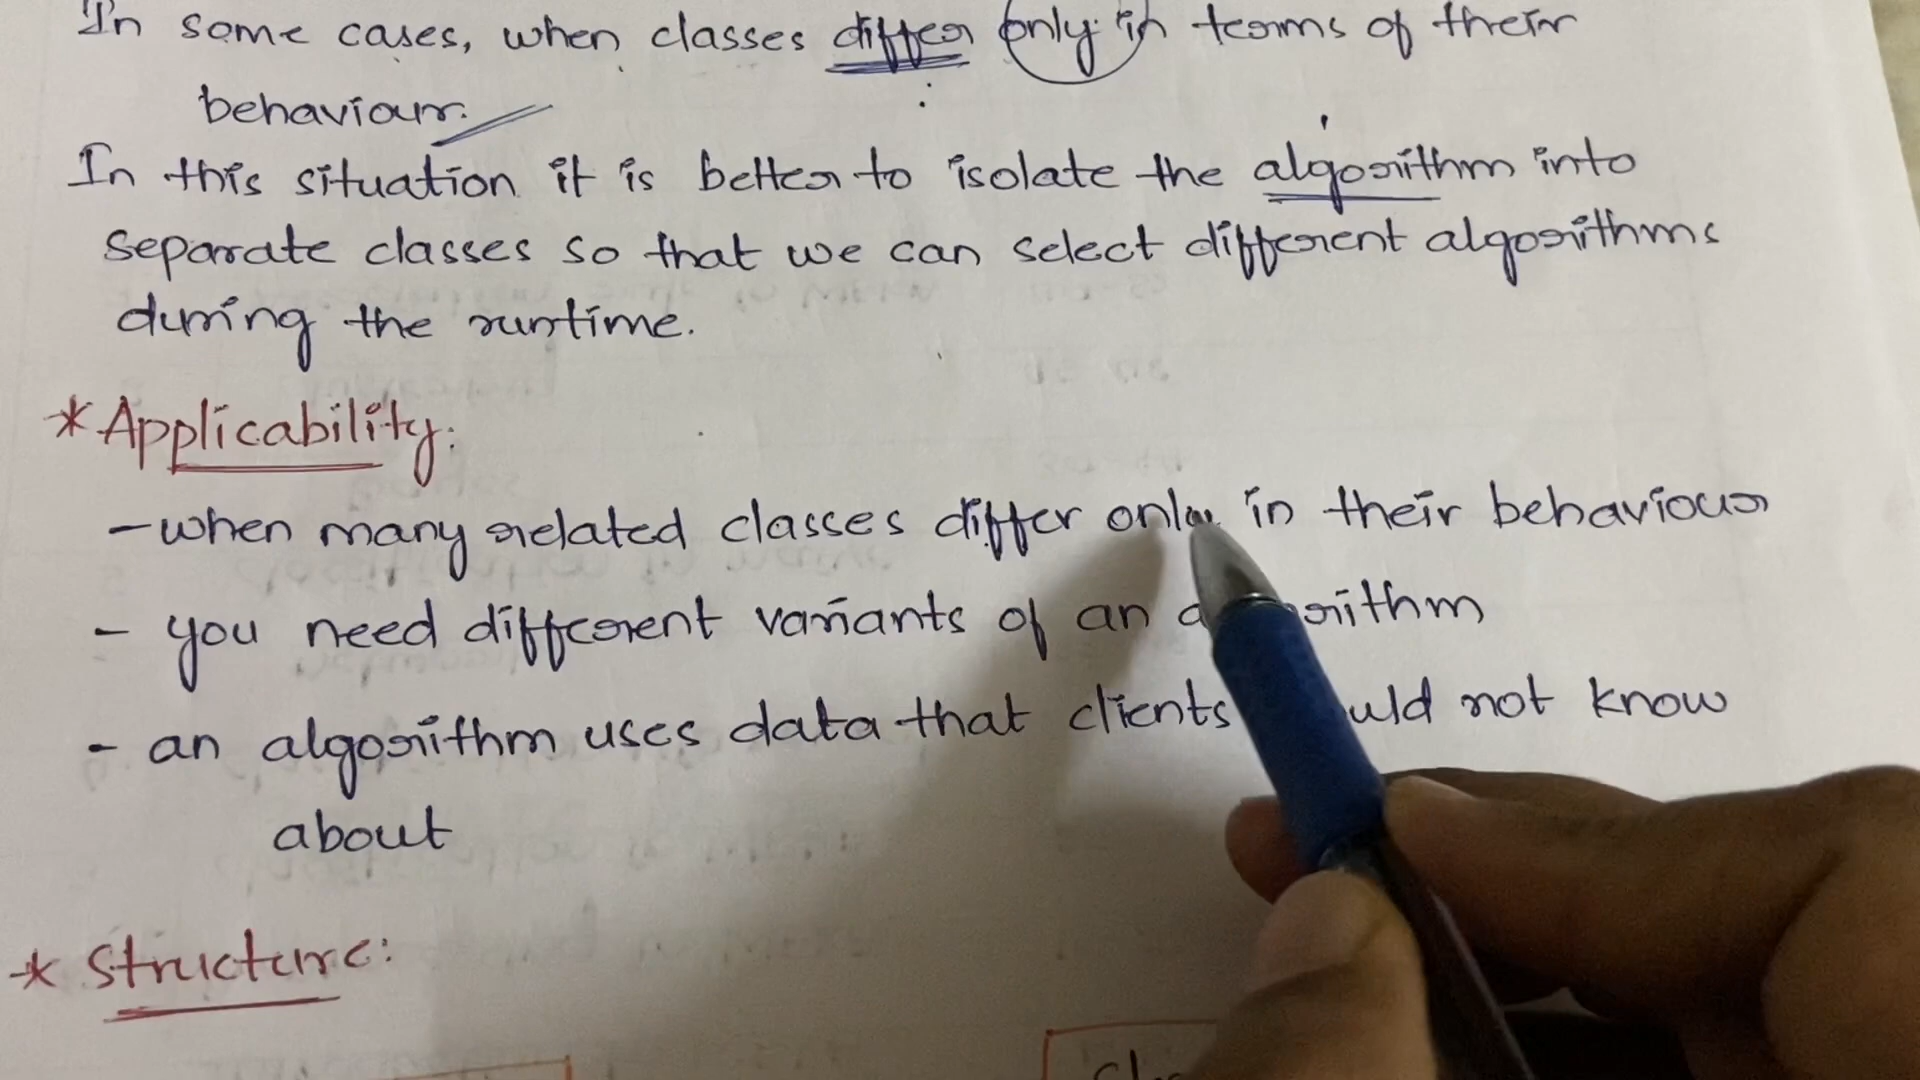 In some cases, when classes differ only in terms of their
behaviour.
In this situation it is better to isolate the algorithm into
separate classes so that we can select different algorithms
during the runtime.
* Applicability:
- when many related classes differ only in their behaviour
- you need different variants of an
- an algorithm uses data that clients not know
about
* Structure: